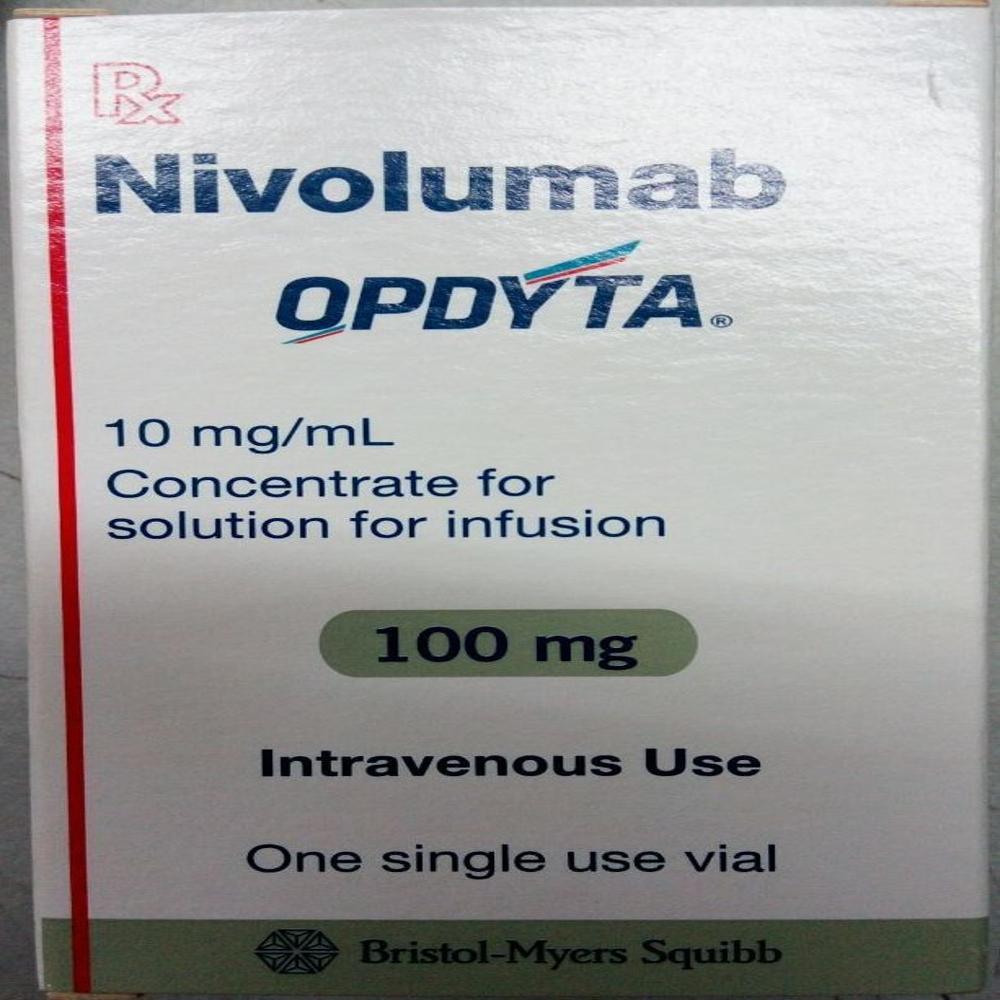 Rx
Nivolumab
OPDYTA®
10 mg/mL
Concentrate for
solution for infusion
100 mg
Intravenous Use
One single use vial
Bristol-Myers Squibb